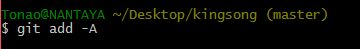 Tonao@NANTAYA ~/Desktop/kingsong (master)
$ git add -A